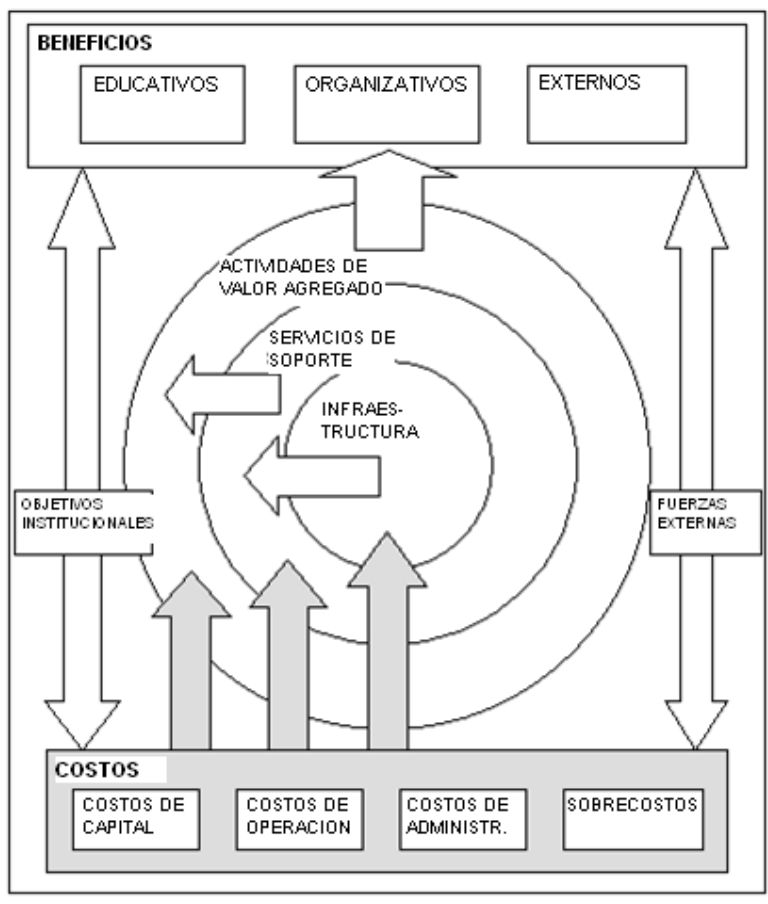 BENEFICIOS
EDUCATIVOS
ORGANIZATIVOS
EXTERNOS
ACTIVIDADES DE
VALOR AGREGADO
SERVICIOS DE
SOPORTE
INFRAES-
TRUCTURA
OBJETIVOS
INSTITUCIONALES
FUERZAS
EXTERNAS
COSTOS
COSTOS DE
CAPITAL
COSTOS DE
OPERACION
COSTOS DE
ADMINISTR.
SOBRECOSTOS